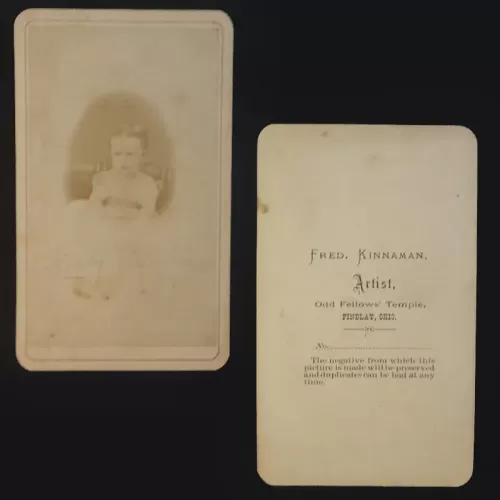 FRED. KINNAMAN,
Artist,
Odd Fellows' Temple,
FINDLAY, OHIO.
No.
The negative from which this
picture is made will be preserved
and duplicates can be had at any
time.